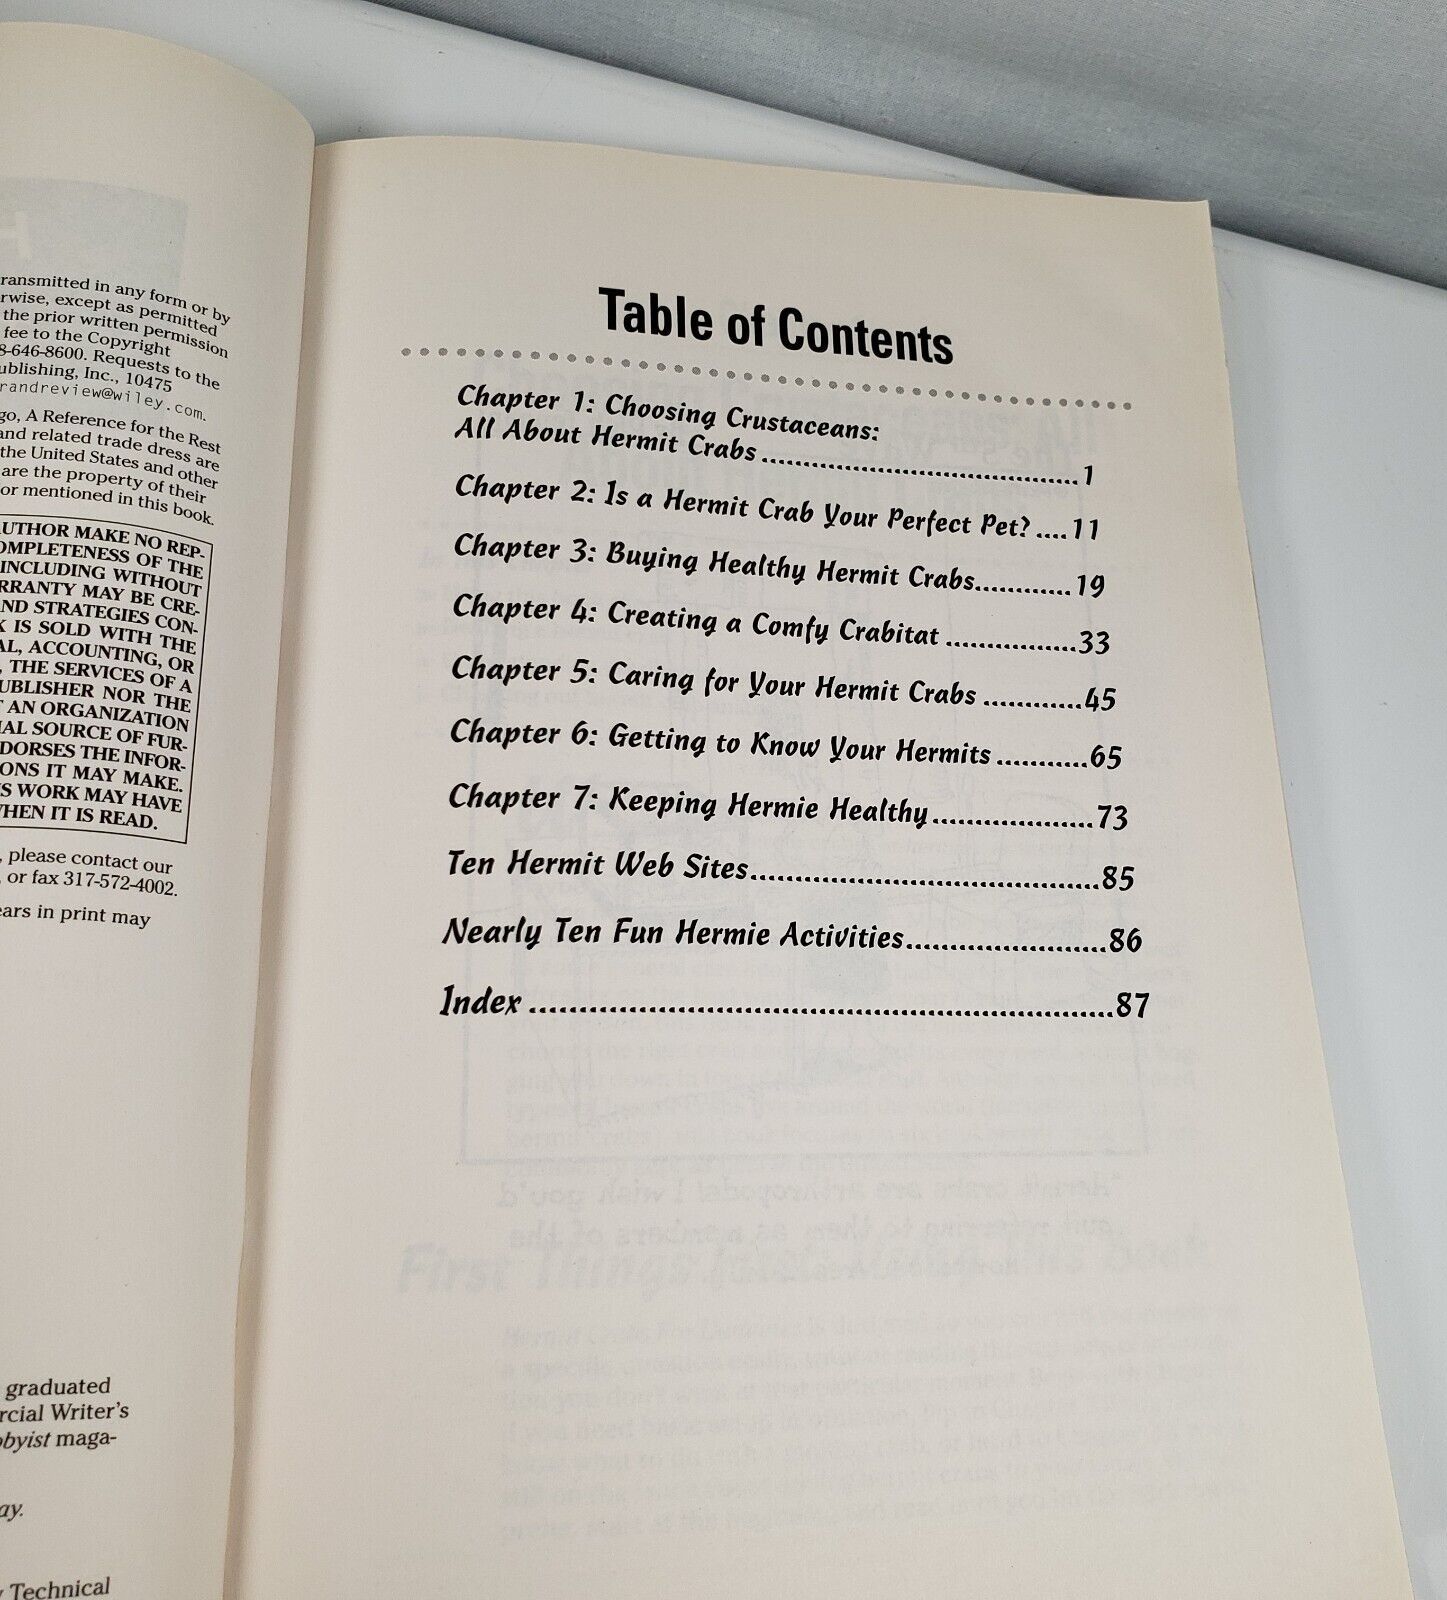 ransmitted in any form or by
rwise, except as permitted
the prior written permission
fee to the Copyright
8-646-8600. Requests to the
ublishing, Inc., 10475
randreview@wiley.com.
go, A Reference for the Rest
and related trade dress are
the United States and other
are the property of their
or mentioned in this book.
UTHOR MAKE NO REP-
OMPLETENESS OF THE
INCLUDING WITHOUT
RRANTY MAY BE CRE-
ND STRATEGIES CON-
K IS SOLD WITH THE
AL, ACCOUNTING, OR
, THE SERVICES OF A
UBLISHER NOR THE
T AN ORGANIZATION
IAL SOURCE OF FUR-
DORSES THE INFOR-
ONS IT MAY MAKE.
S WORK MAY HAVE
HEN IT IS READ.
, please contact our
, or fax 317-572-4002.
ears in print may
graduated
rcial Writer's
obyist maga-
ay.
y Technical
Table of Contents
Chapter 1: Choosing Crustaceans:
All About Hermit Crabs......................................1
Chapter 2: Is a Hermit Crab Your Perfect Pet?....11
Chapter 3: Buying Healthy Hermit Crabs............19
Chapter 4: Creating a Comfy Crabitat................33
Chapter 5: Caring for Your Hermit Crabs............45
Chapter 6: Getting to Know Your Hermits...........65
Chapter 7: Keeping Hermie Healthy...................73
Ten Hermit Web Sites..........................................85
Nearly Ten Fun Hermie Activities........................86
Index......................................................................87